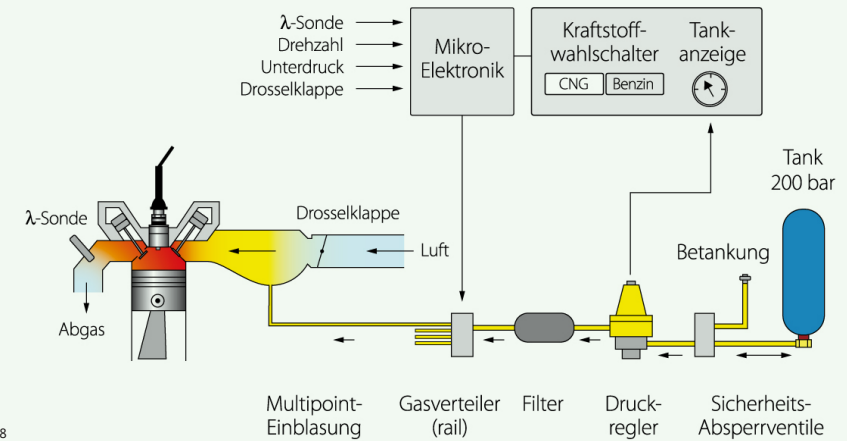 λ-Sonde
Drehzahl
Unterdruck
Drosselklappe
Mikro-
Elektronik
Kraftstoff-
wahlschalter
CNG
Benzin
Tank-
anzeige
Tank
200 bar
λ-Sonde
Drosselklappe
Luft
Betankung
Abgas
Multipoint-
Einblasung
Gasverteiler
(rail)
Filter
Druck-
regler
Sicherheits-
Absperrventile
8